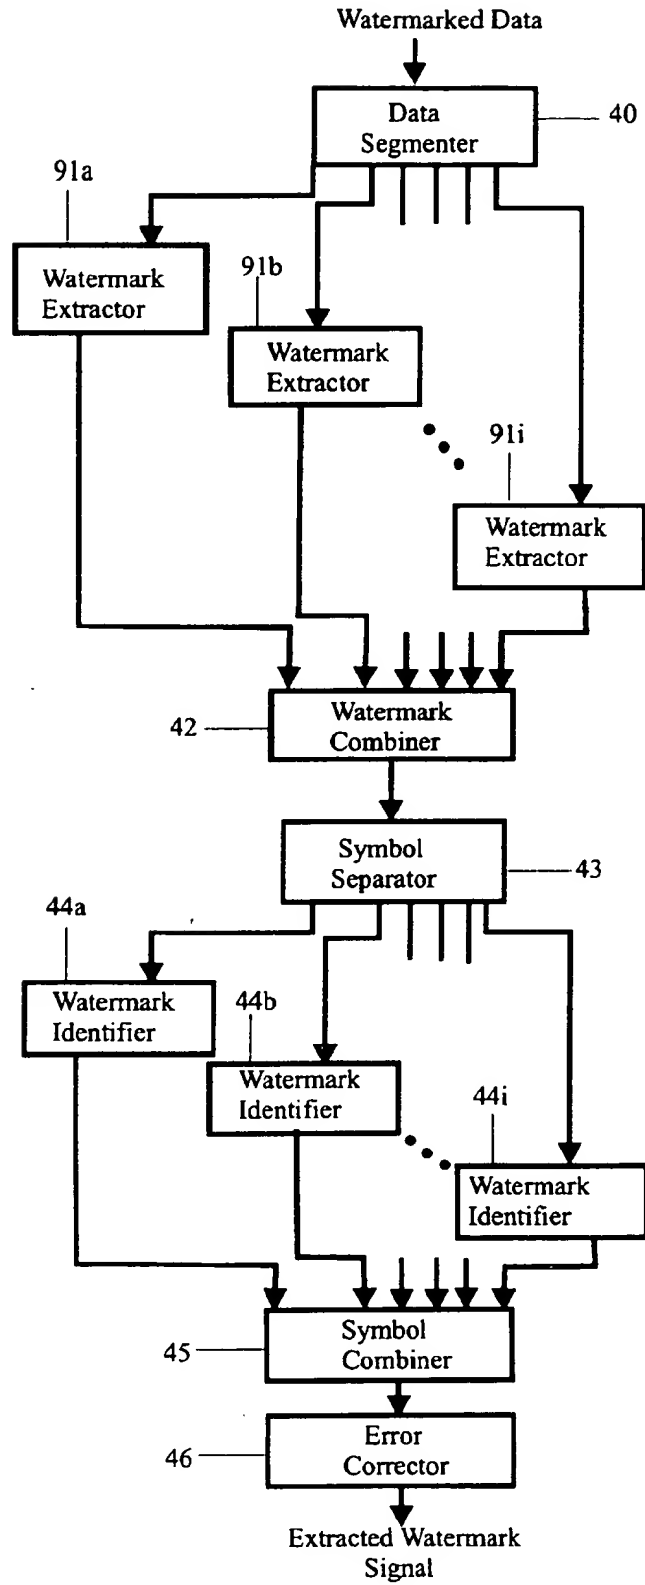 Watermarked Data
Data
Segmenter
40
91a
Watermark
Extractor
91b
Watermark
Extractor
91i
Watermark
Extractor
42
Watermark
Combiner
Symbol
Separator
43
44a
Watermark
Identifier
44b
Watermark
Identifier
44i
Watermark
Identifier
45
Symbol
Combiner
46
Error
Corrector
Extracted Watermark
Signal